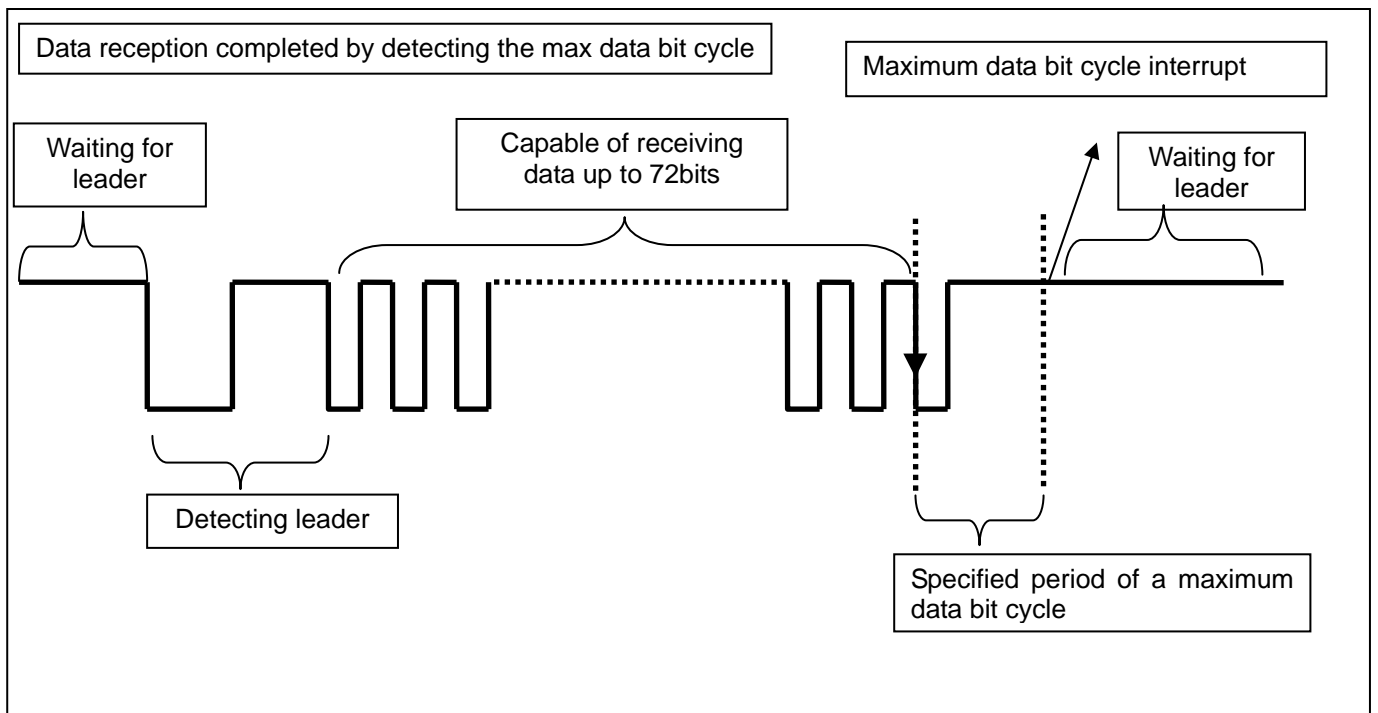 Data reception completed by detecting the max data bit cycle
Maximum data bit cycle interrupt
Waiting for
leader
Capable of receiving
data up to 72bits
Waiting for
leader
Detecting leader
Specified period of a maximum
data bit cycle